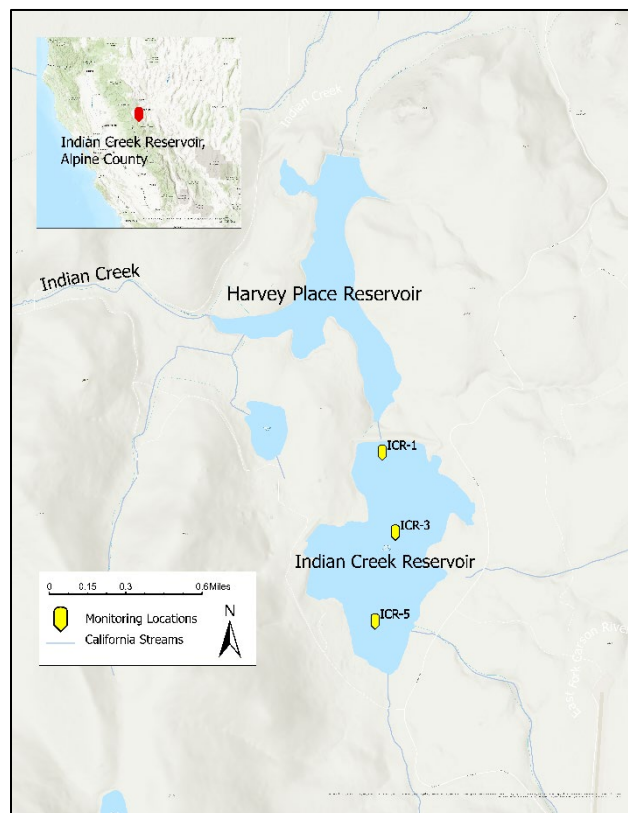 Indian Creek Reservoir,
Alpine County
Indian Creek
Indian Creek
Harvey Place Reservoir
ICR-1
ICR-3
Indian Creek Reservoir
ICR-5
0 0.15 0.3 0.6 Miles
Monitoring Locations
California Streams
N
East Fork Carson River